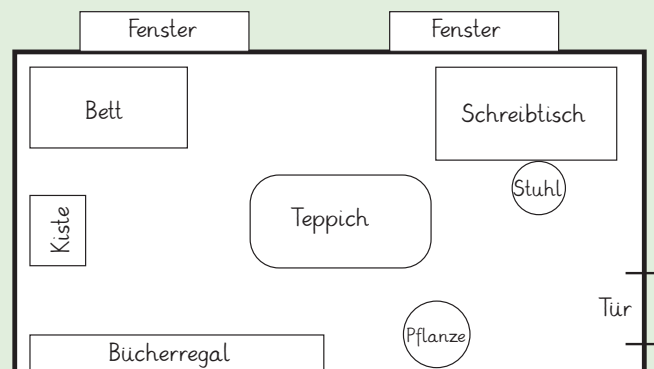 Fenster
Fenster
Bett
Schreibtisch
Stuhl
Kiste
Teppich
Tür
Pflanze
Bücherregal